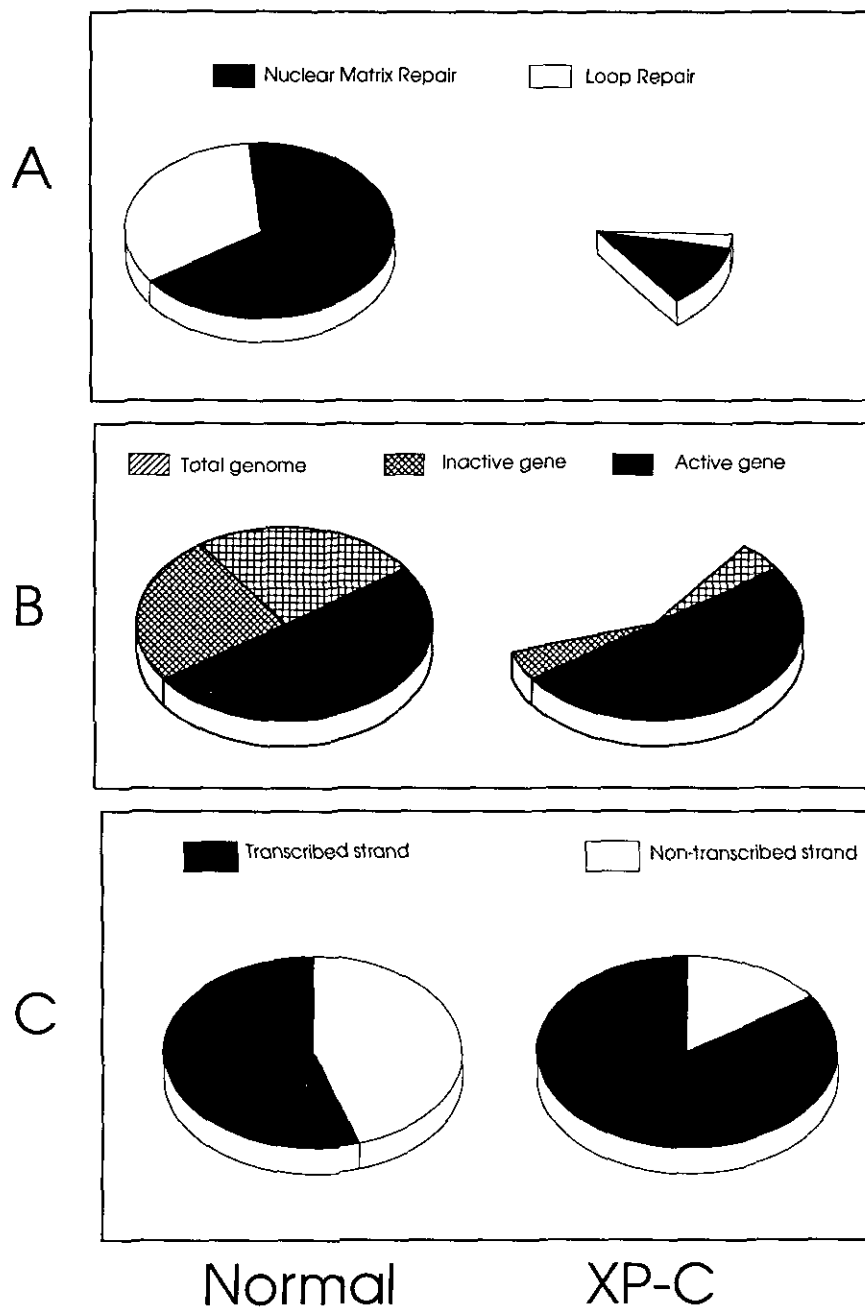 Nuclear Matrix Repair Loop Repair
A
Total genome Inactive gene Active gene
B
Transcribed strand Non-transcribed strand
C
Normal XP-C